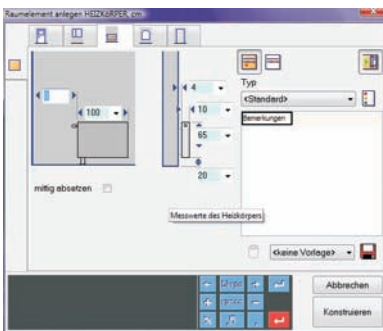 Raumelement anlegen HEIZKÖRPER, cm
Typ
<Standard>
Bemerkungen
4
100
10
65
20
mittig absetzen
Messwerte des Heizkörpers
<keine Vorlage>
Abbrechen
Konstruieren